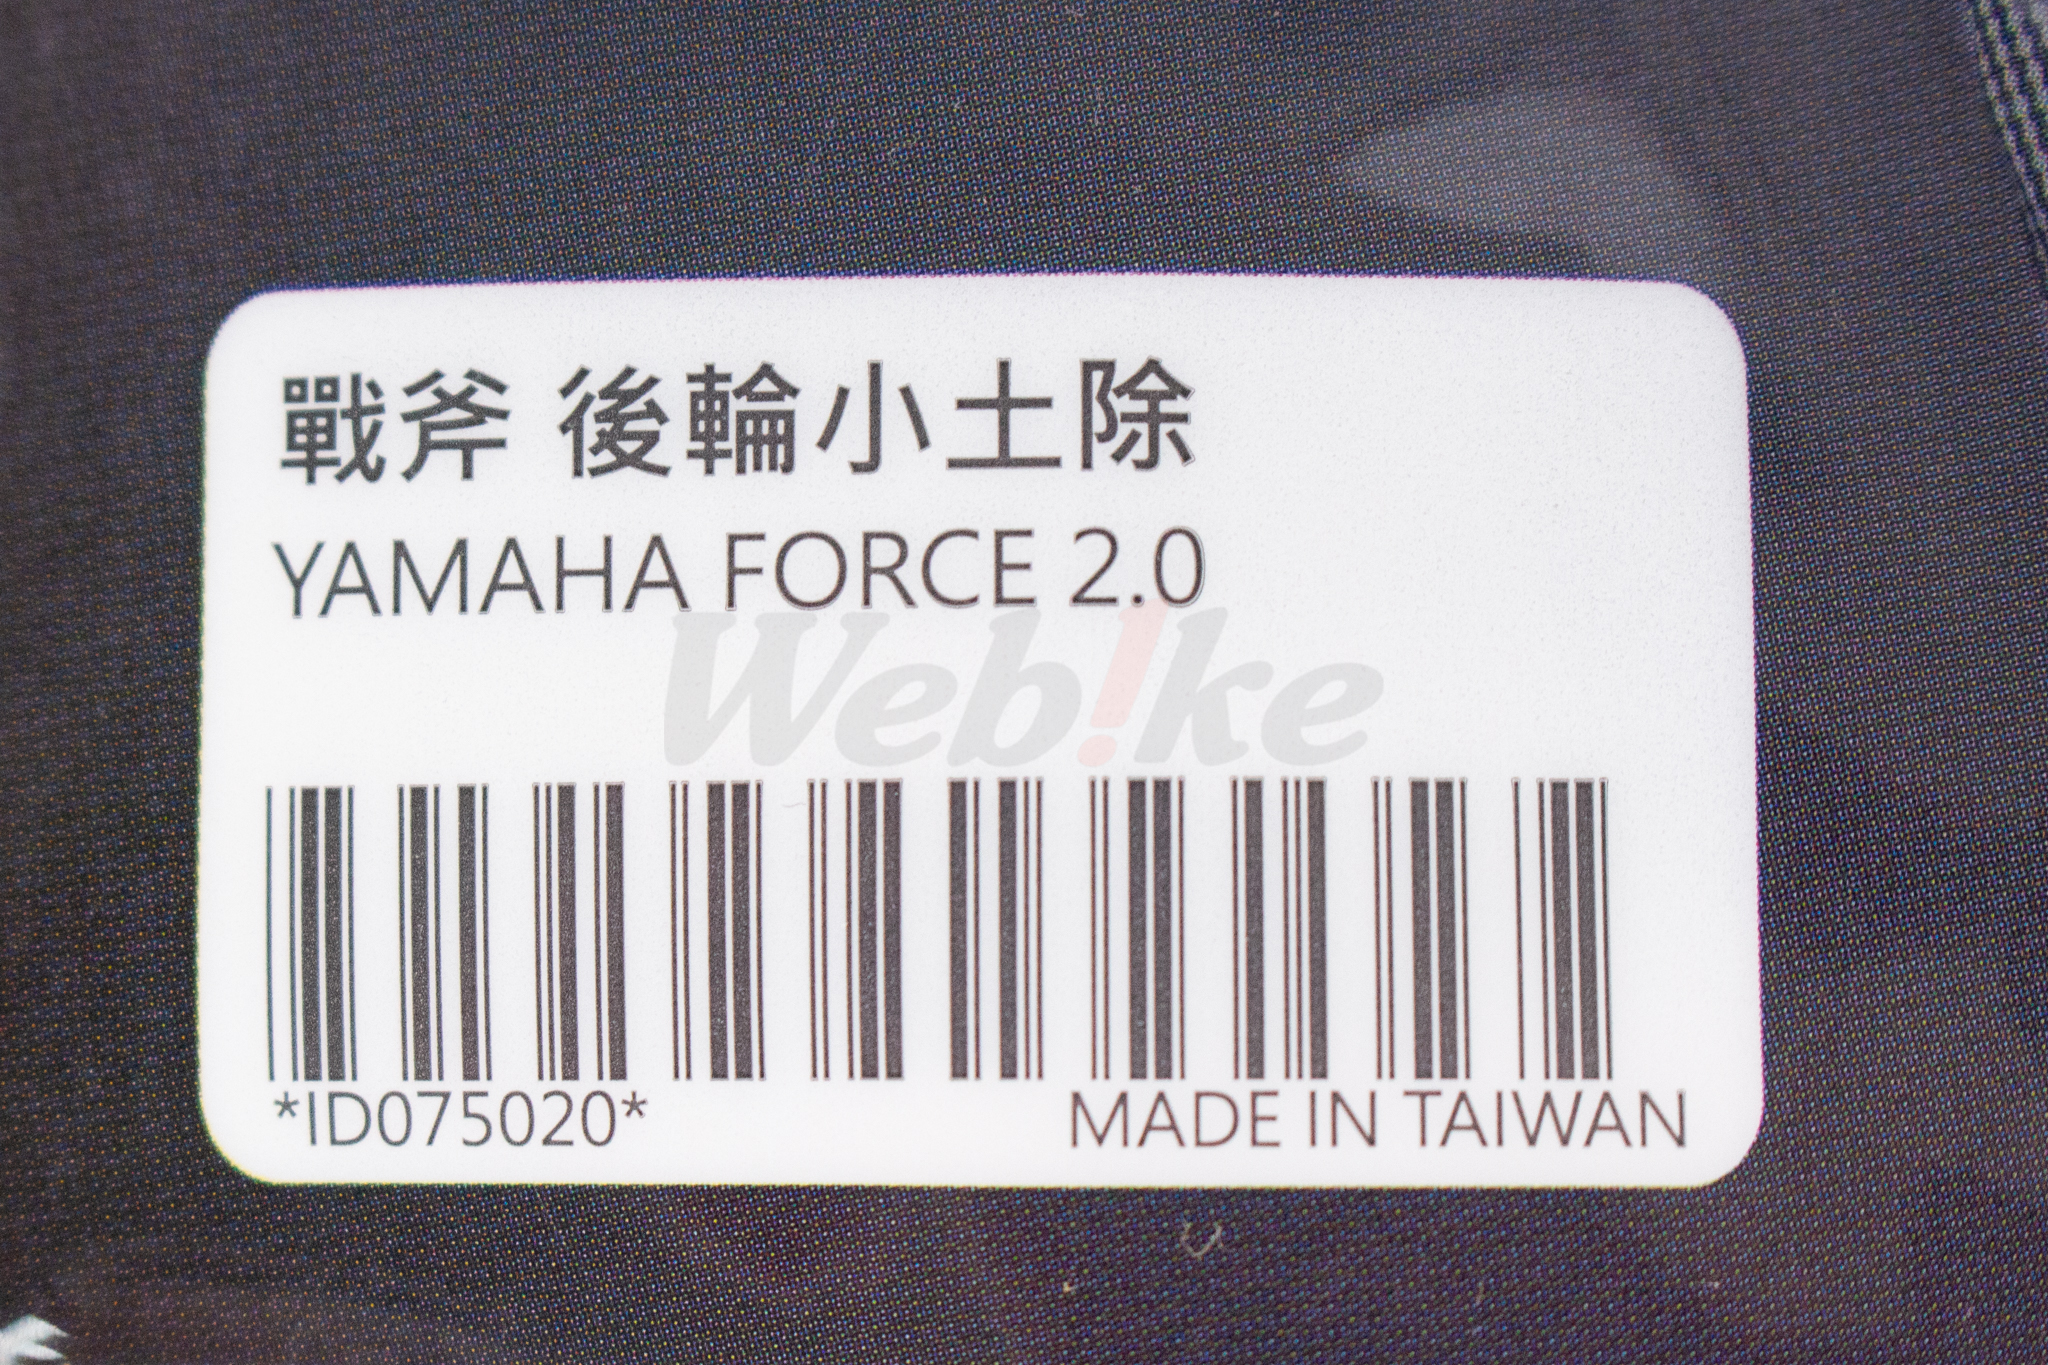 戰斧 後輪小土除
YAMAHA FORCE 2.0
Web!ke
*ID075020*
MADE IN TAIWAN